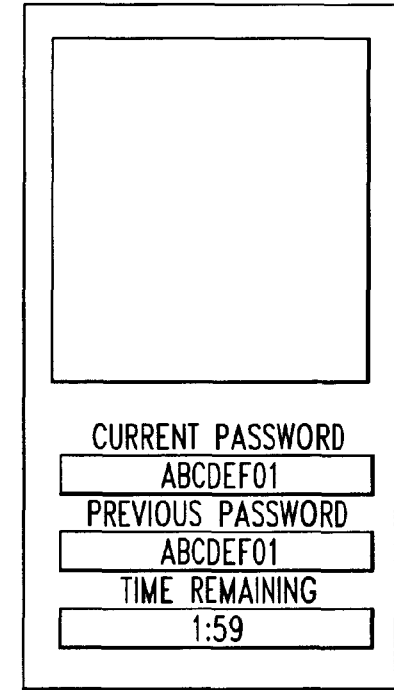 CURRENT PASSWORD
ABCDEF01
PREVIOUS PASSWORD
ABCDEF01
TIME REMAINING
1:59